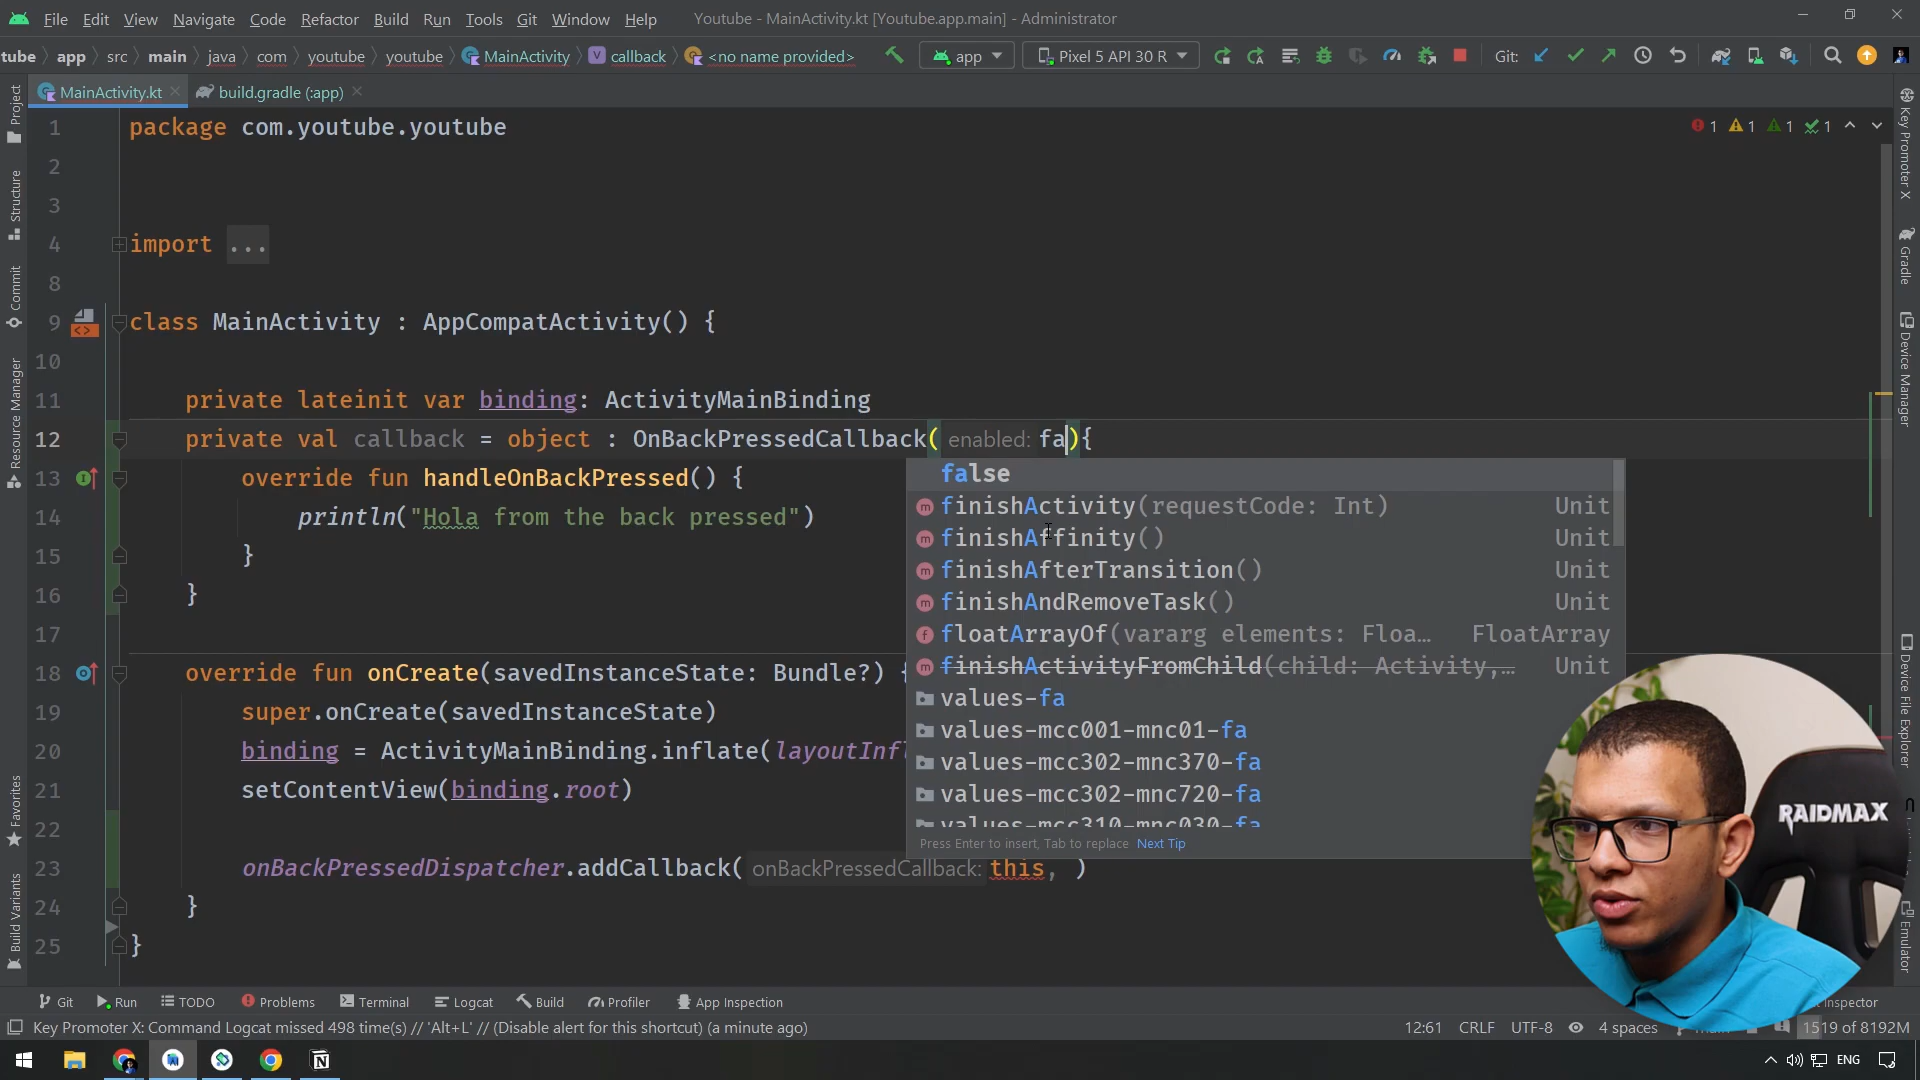 File Edit View Navigate Code Refactor Build Run Tools Git Window Help Youtube - MainActivity.kt [Youtube.app.main] - Administrator
tube app src main java com youtube youtube MainActivity callback <no name provided> app Pixel 5 API 30 R Git:
MainActivity.kt build.gradle (:app)
1 package com.youtube.youtube
1 1 1 1
2
3
4 import ...
8
9 class MainActivity : AppCompatActivity() {
10
11 private lateinit var binding: ActivityMainBinding
12 private val callback = object : OnBackPressedCallback( enabled: fa){
13 override fun handleOnBackPressed() {
14 println("Hola from the back pressed")
15 }
16 }
17
18 override fun onCreate(savedInstanceState: Bundle?) {
19 super.onCreate(savedInstanceState)
20 binding = ActivityMainBinding.inflate(layoutInfl
21 setContentView(binding.root)
22
23 onBackPressedDispatcher.addCallback( onBackPressedCallback: this, )
24 }
25 }
false
finishActivity(requestCode: Int) Unit
finishAffinity() Unit
finishAfterTransition() Unit
finishAndRemoveTask() Unit
floatArrayOf(vararg elements: Floa... FloatArray
finishActivityFromChild(child: Activity,... Unit
values-fa
values-mcc001-mnc01-fa
values-mcc302-mnc370-fa
values-mcc302-mnc720-fa
values-mcc310-mnc030-fa
Press Enter to insert, Tab to replace Next Tip
Project
Structure
Commit
Resource Manager
Favorites
Build Variants
Key Promoter X
Gradle
Device Manager
Device File Explorer
Emulator
RAIDMAX
Git Run TODO Problems Terminal Logcat Build Profiler App Inspection Inspector
Key Promoter X: Command Logcat missed 498 time(s) // 'Alt+L' // (Disable alert for this shortcut) (a minute ago) 12:61 CRLF UTF-8 4 spaces main 1519 of 8192M
ENG